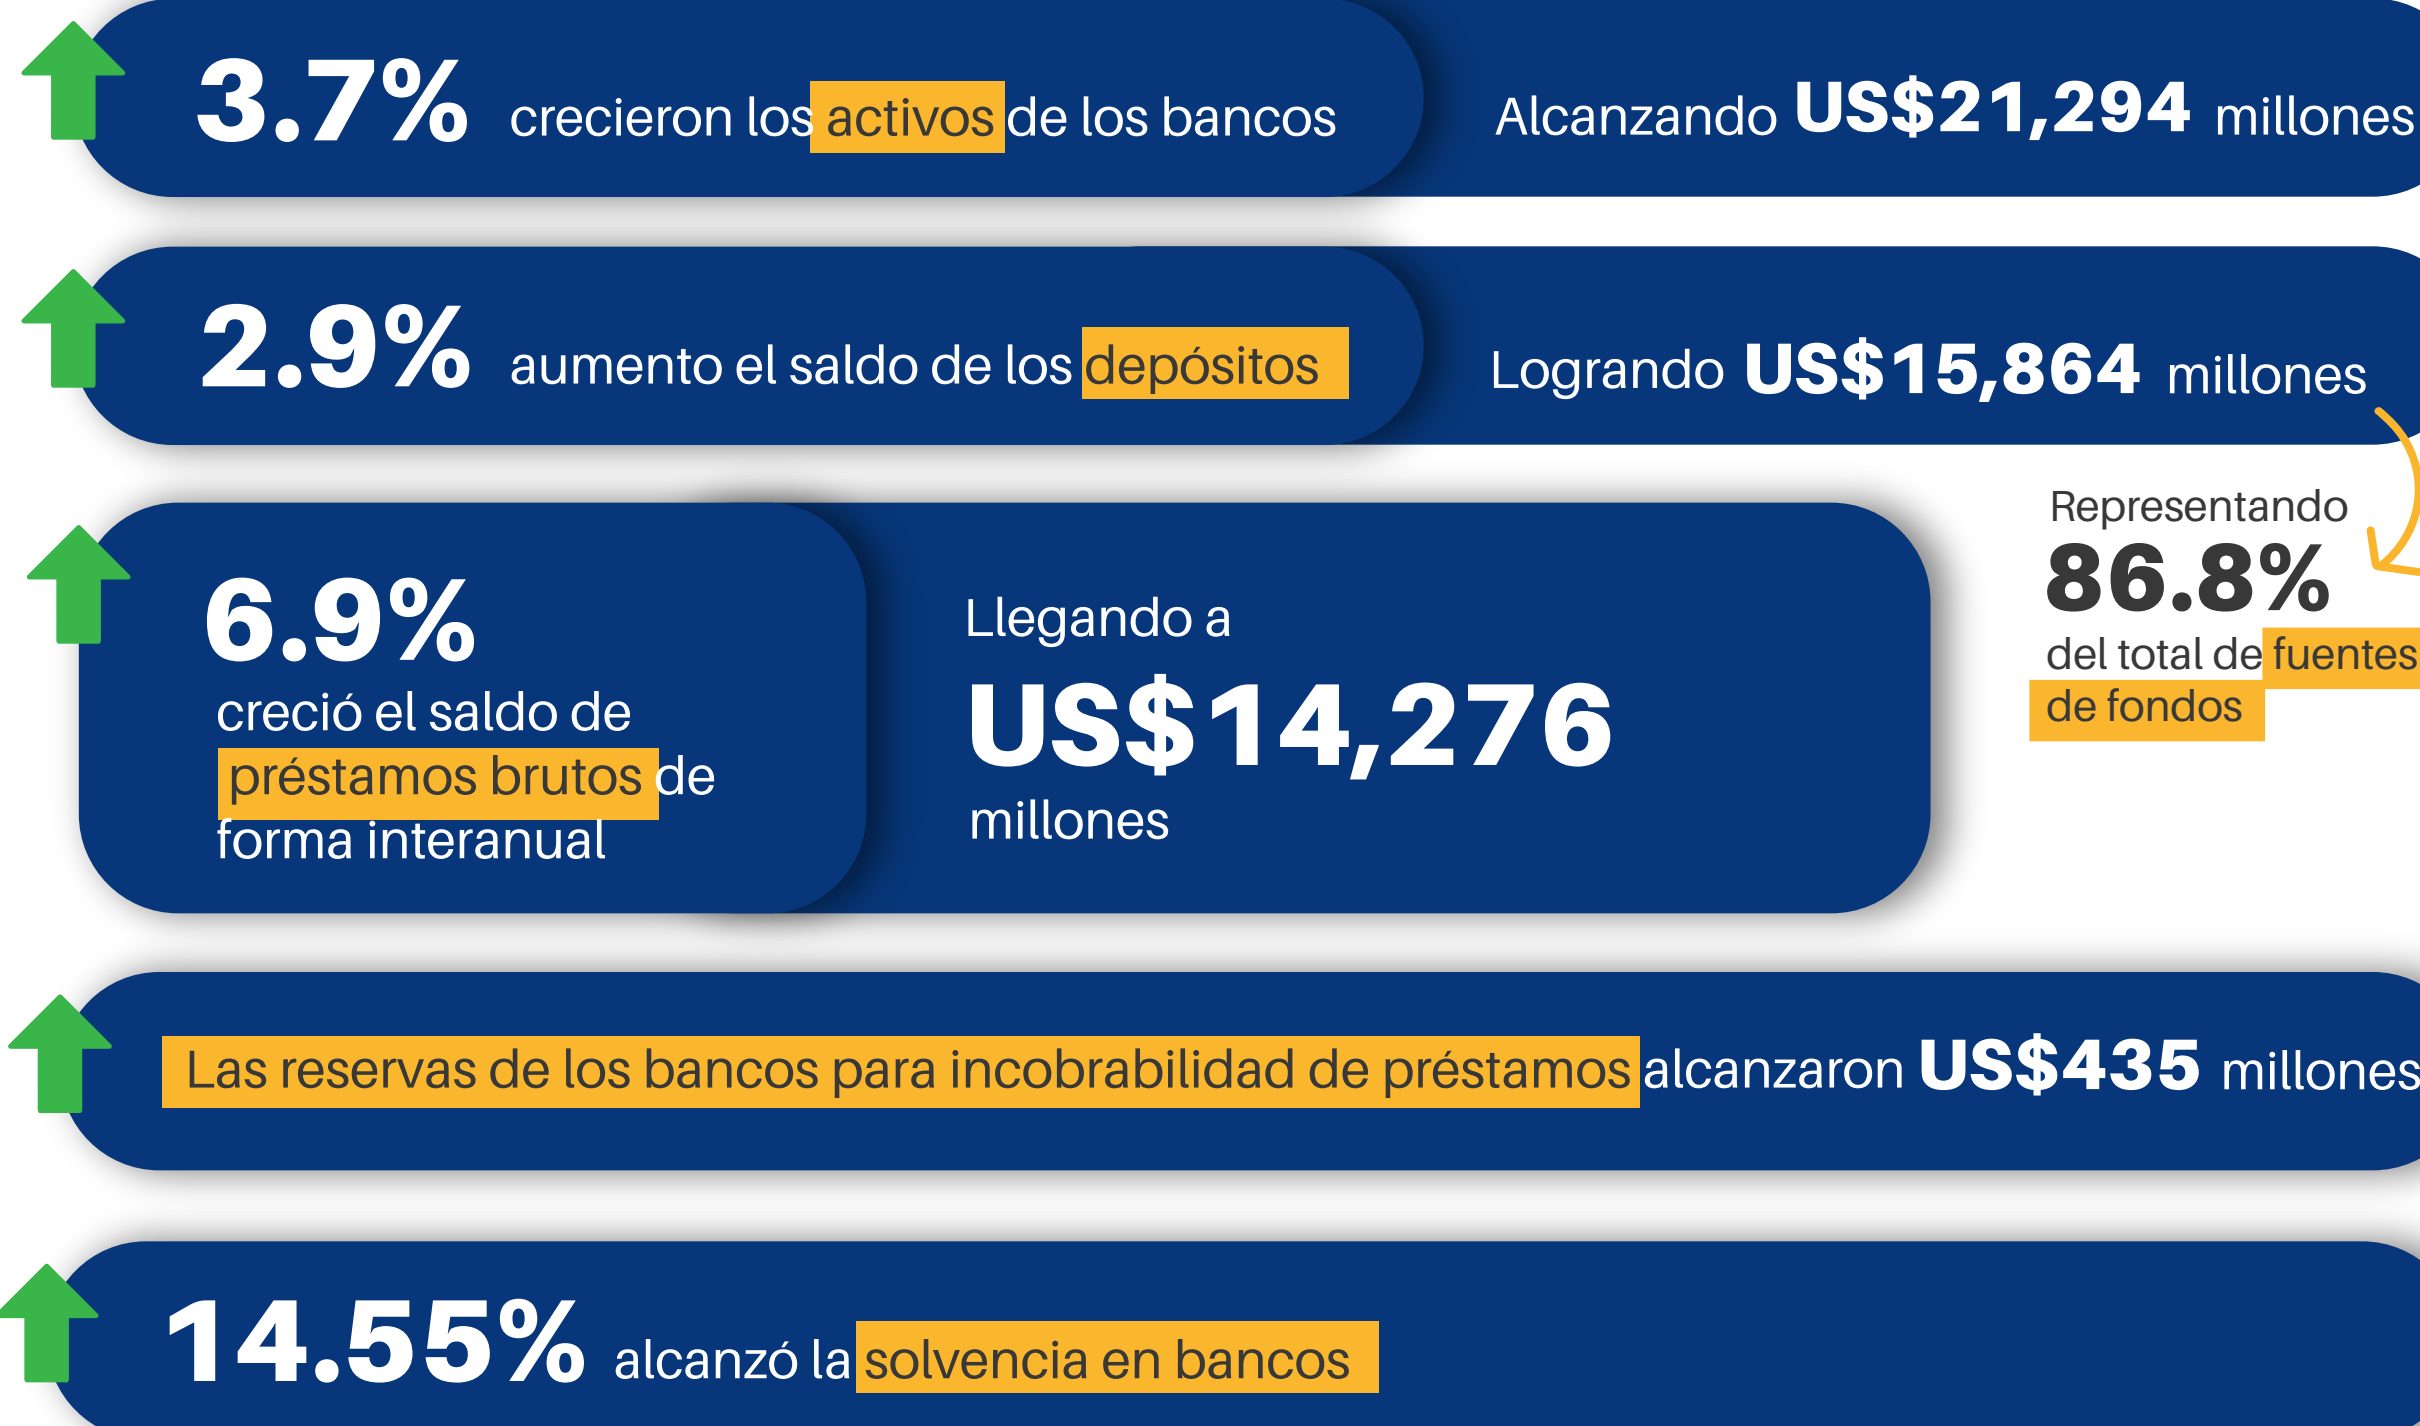 3.7% crecieron los activos de los bancos
Alcanzando US$21,294 millones
2.9% aumento el saldo de los depósitos
Logrando US$15,864 millones
Representando
86.8%
del total de fuentes
de fondos
6.9%
creció el saldo de
préstamos brutos de
forma interanual
Llegando a
US$14,276
millones
Las reservas de los bancos para incobrabilidad de préstamos alcanzaron US$435 millones
14.55% alcanzó la solvencia en bancos